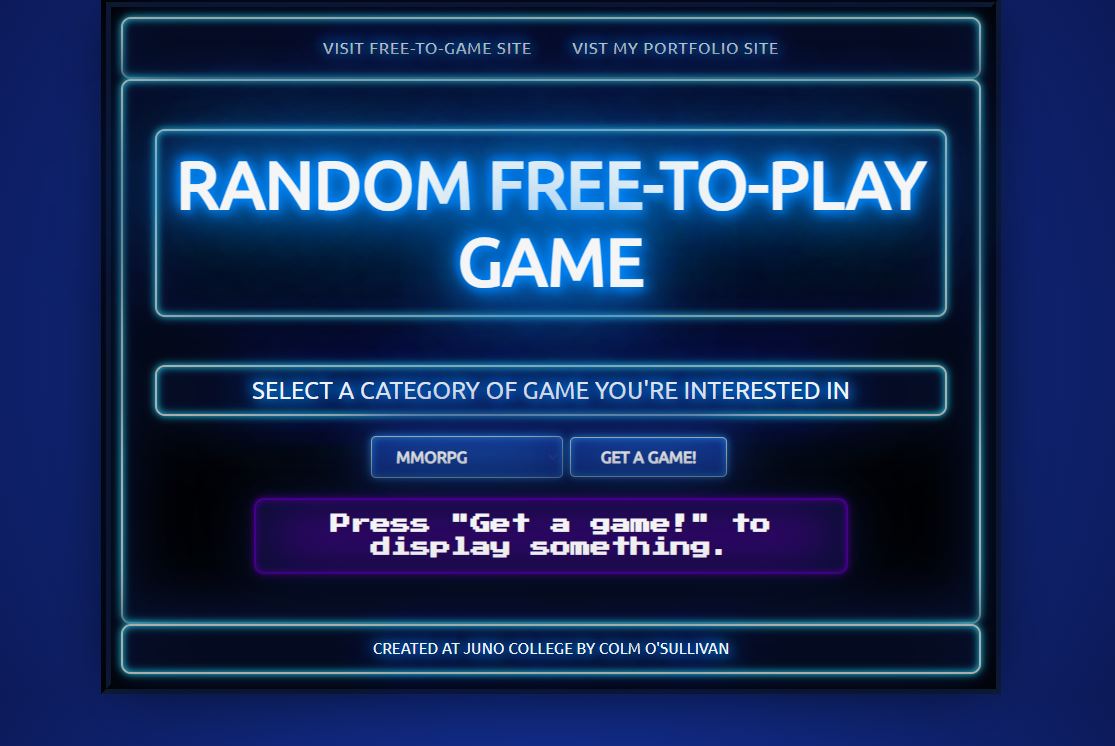 VISIT FREE-TO-GAME SITE VIST MY PORTFOLIO SITE
RANDOM FREE-TO-PLAY
GAME
SELECT A CATEGORY OF GAME YOU'RE INTERESTED IN
MMORPG GET A GAME!
Press "Get a game!" to
display something.
CREATED AT JUNO COLLEGE BY COLM O'SULLIVAN